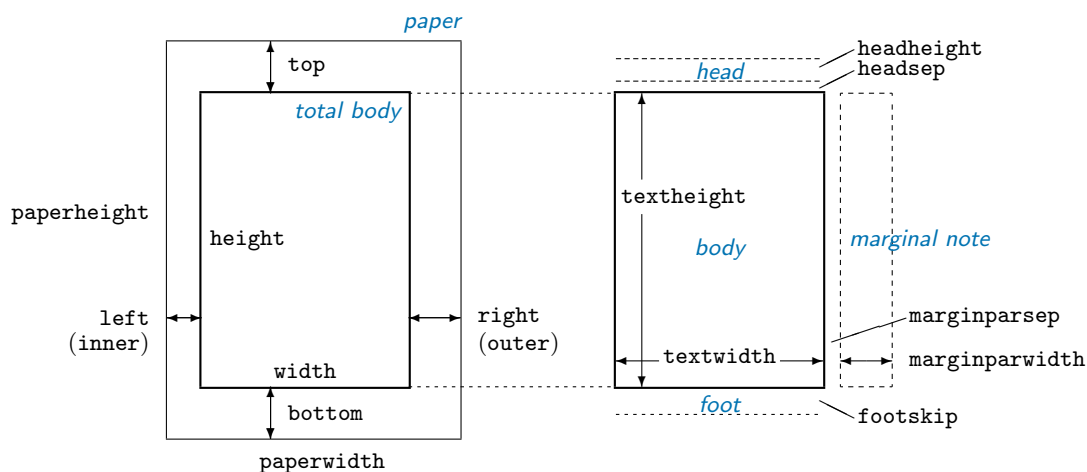 paper
top
total body
paperheight
height
left
(inner)
right
(outer)
width
bottom
paperwidth
headheight
head
headsep
textheight
body
marginal note
marginparsep
textwidth
marginparwidth
foot
footskip